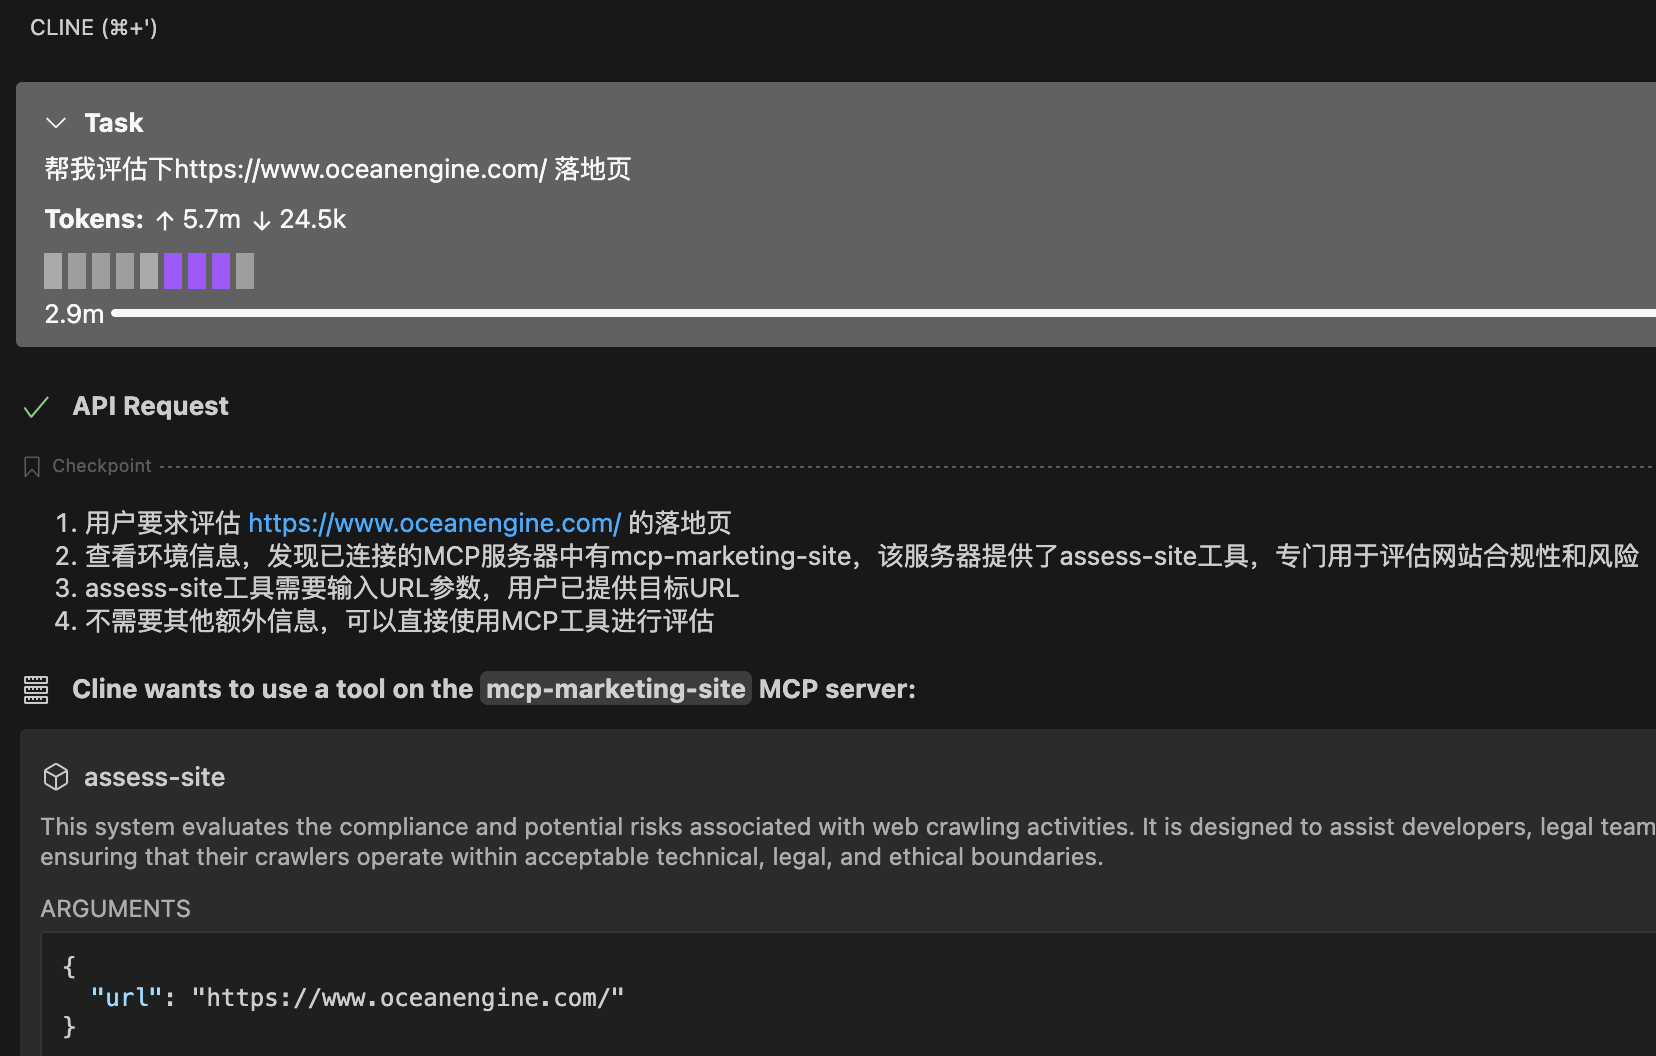 CLINE (⌘+')
Task
帮我评估下https://www.oceanengine.com/ 落地页
Tokens: ↑ 5.7m ↓ 24.5k
2.9m
API Request
Checkpoint
1. 用户要求评估 https://www.oceanengine.com/ 的落地页
2. 查看环境信息，发现已连接的MCP服务器中有mcp-marketing-site，该服务器提供了assess-site工具，专门用于评估网站合规性和风险
3. assess-site工具需要输入URL参数，用户已提供目标URL
4. 不需要其他额外信息，可以直接使用MCP工具进行评估
Cline wants to use a tool on the mcp-marketing-site MCP server:
assess-site
This system evaluates the compliance and potential risks associated with web crawling activities. It is designed to assist developers, legal team
ensuring that their crawlers operate within acceptable technical, legal, and ethical boundaries.
ARGUMENTS
{
"url": "https://www.oceanengine.com/"
}